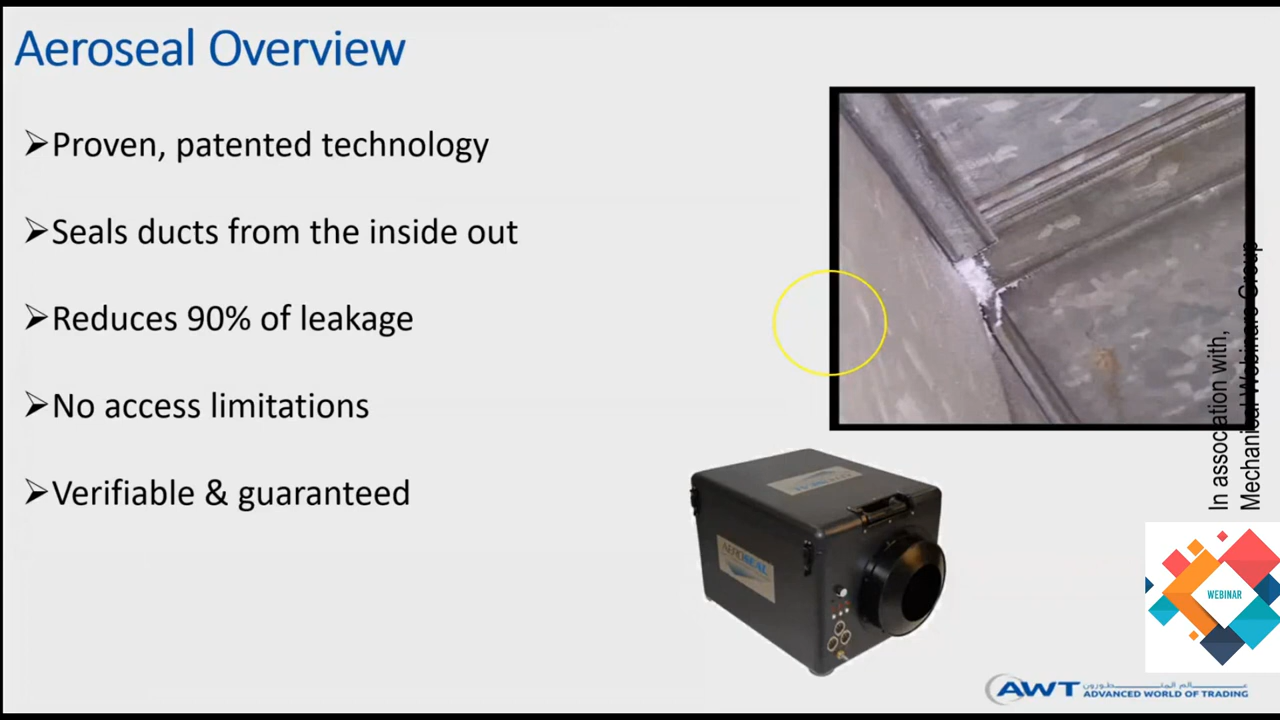 Aeroseal Overview
➢Proven, patented technology
➢Seals ducts from the inside out
➢Reduces 90% of leakage
➢No access limitations
➢Verifiable & guaranteed
In association with,
Mechanical Webinars Group
AEROSEAL
WEBINAR
AWT
ADVANCED WORLD OF TRADING